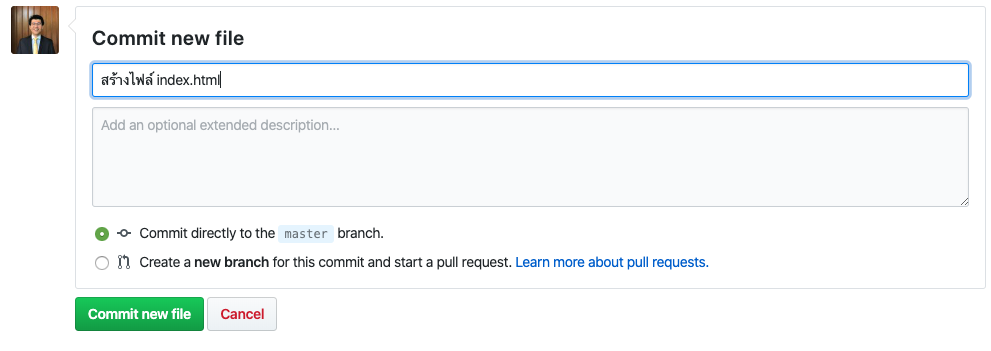 Commit new file
สร้างไฟล์ index.html
Add an optional extended description...
Commit directly to the master branch.
Create a new branch for this commit and start a pull request. Learn more about pull requests.
Commit new file Cancel